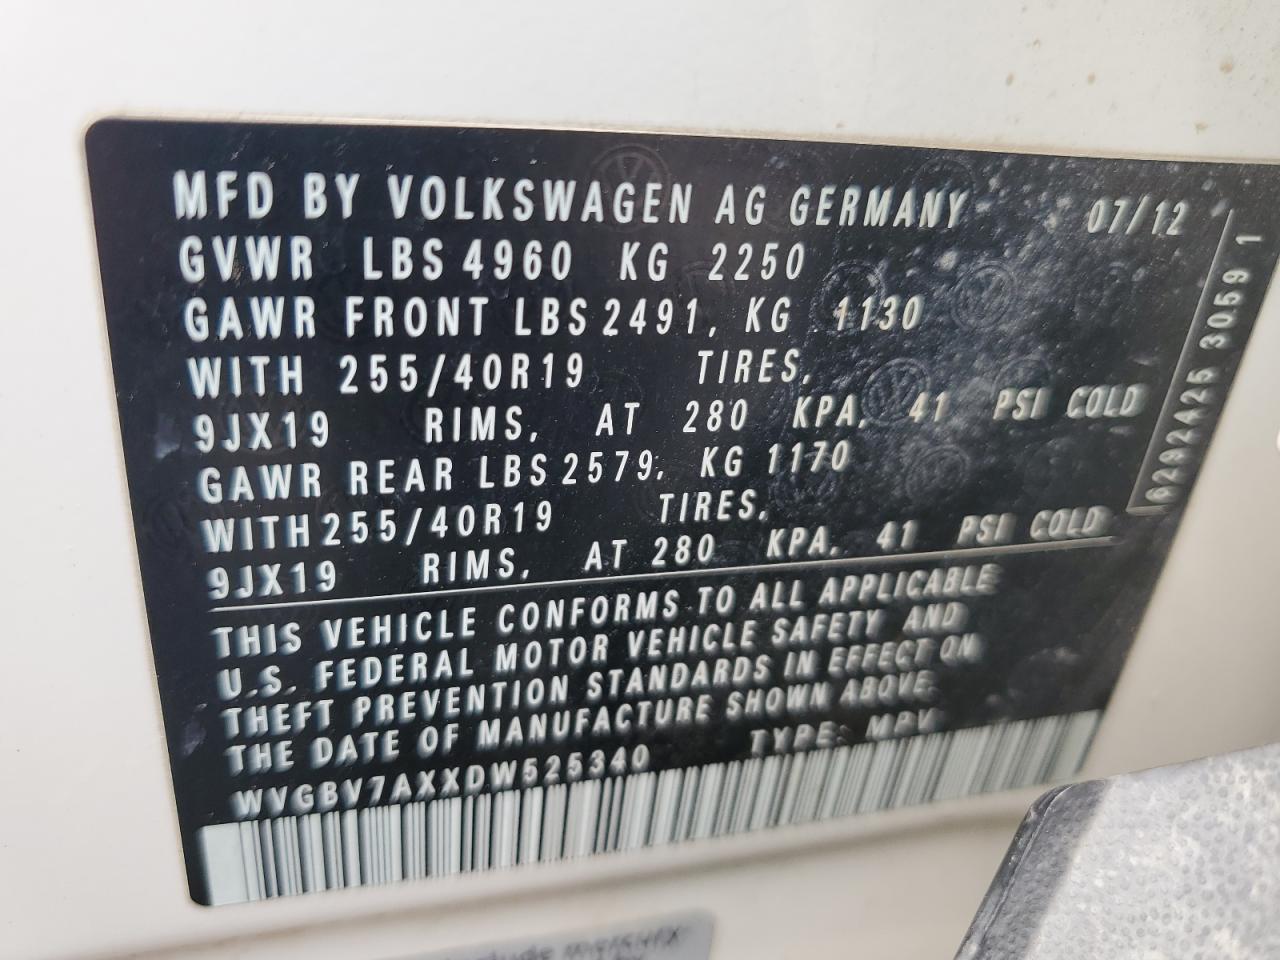 MFD BY VOLKSWAGEN AG GERMANY 07/12
GVWR LBS 4960 KG 2250
GAWR FRONT LBS 2491, KG 1130
WITH 255/40R19 TIRES,
9JX19 RIMS, AT 280 KPA, 41 PSI COLD
GAWR REAR LBS 2579, KG 1170
WITH 255/40R19 TIRES,
9JX19 RIMS, AT 280 KPA, 41 PSI COLD
THIS VEHICLE CONFORMS TO ALL APPLICABLE
U.S. FEDERAL MOTOR VEHICLE SAFETY AND
THEFT PREVENTION STANDARDS IN EFFECT ON
THE DATE OF MANUFACTURE SHOWN ABOVE.
WVGBV7AXXDW525340 TYPE: MPV
6292A25 3059 1